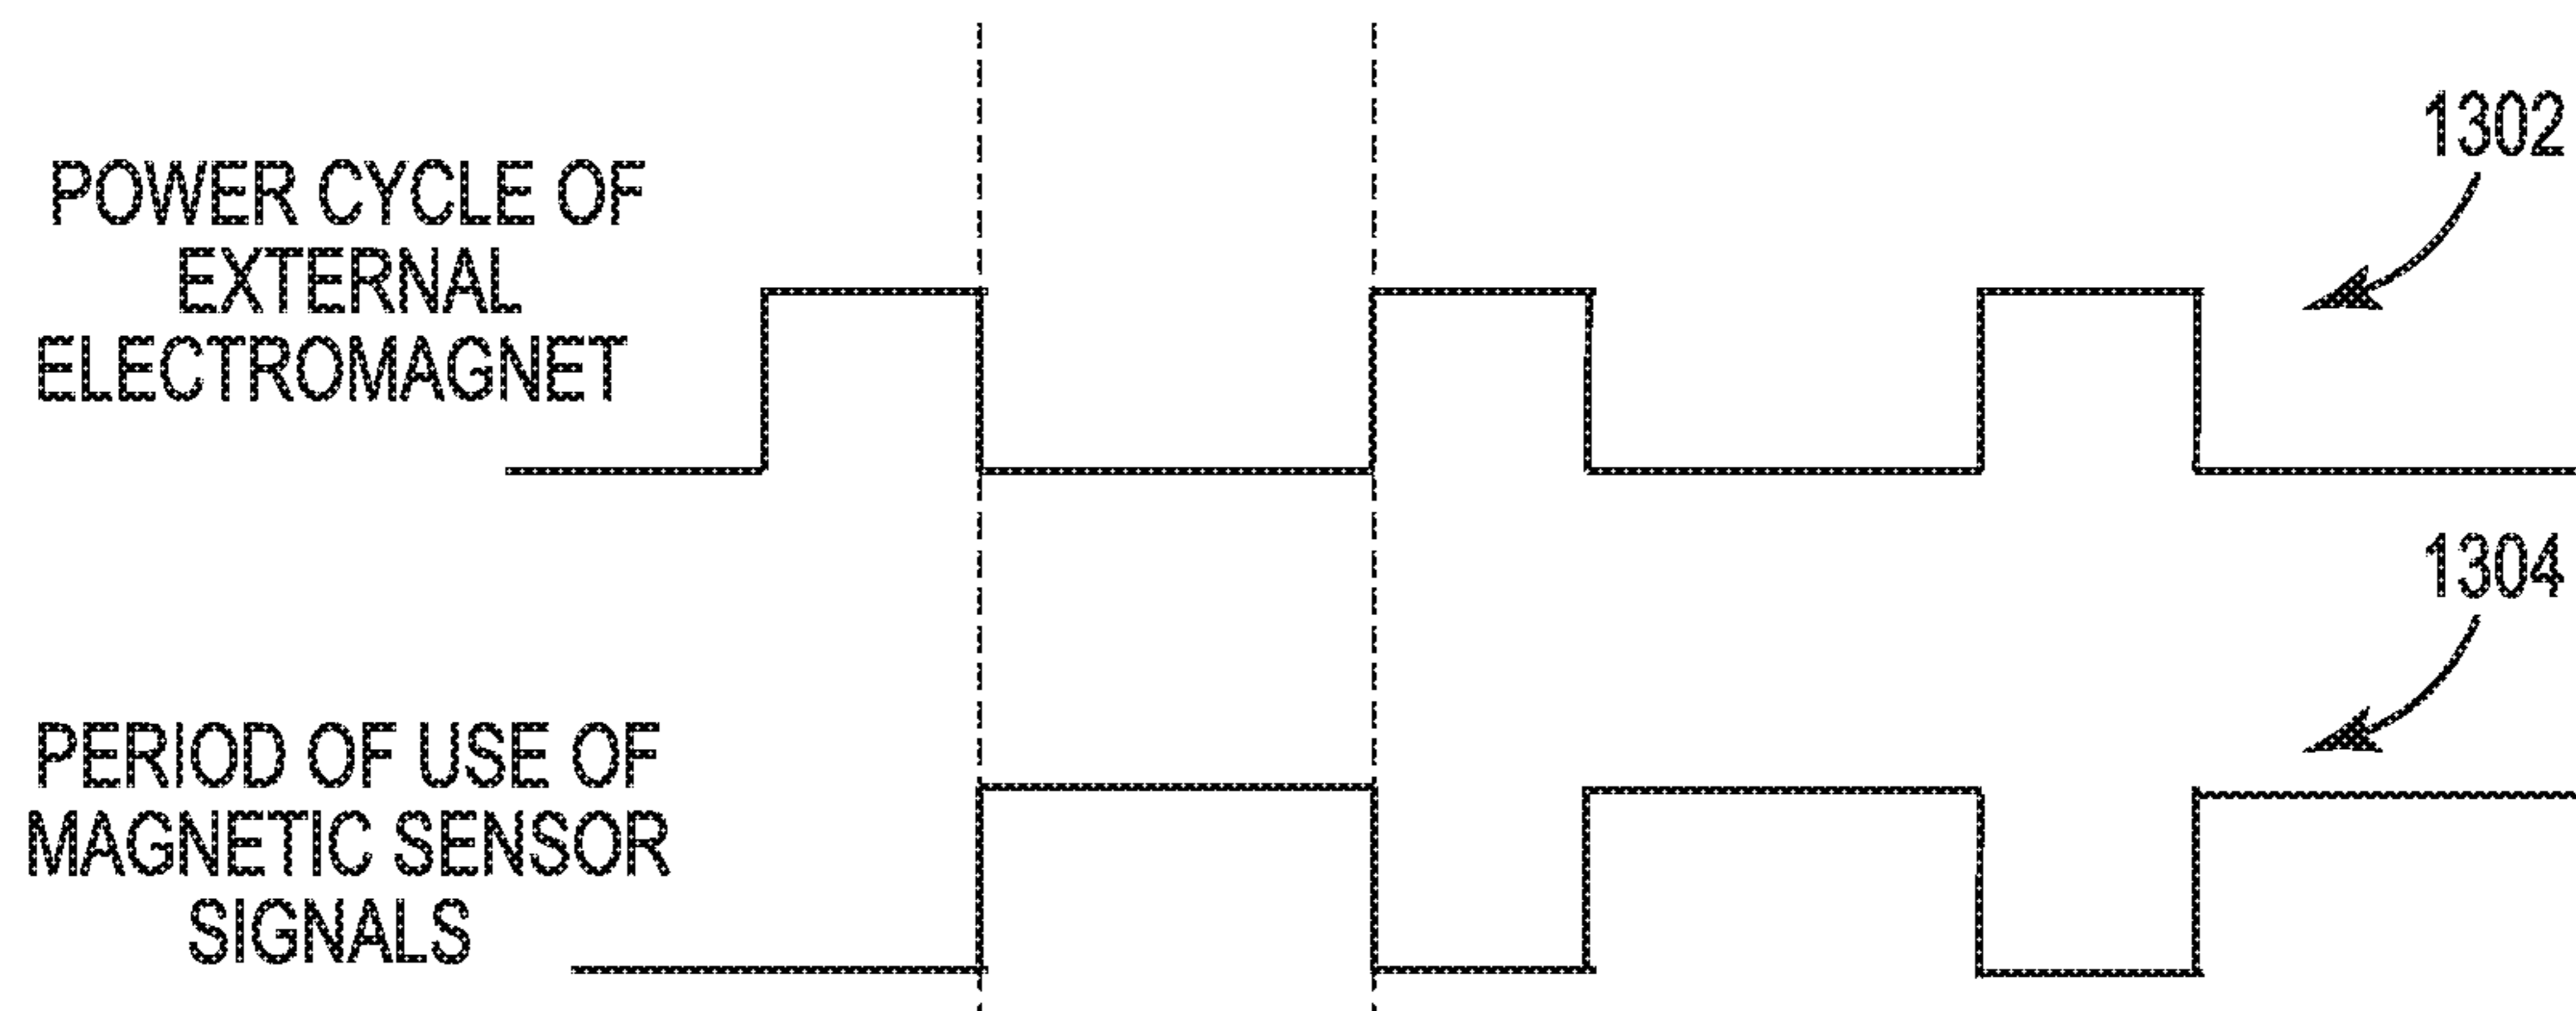 1302
POWER CYCLE OF
EXTERNAL
ELECTROMAGNET
1304
PERIOD OF USE OF
MAGNETIC SENSOR
SIGNALS